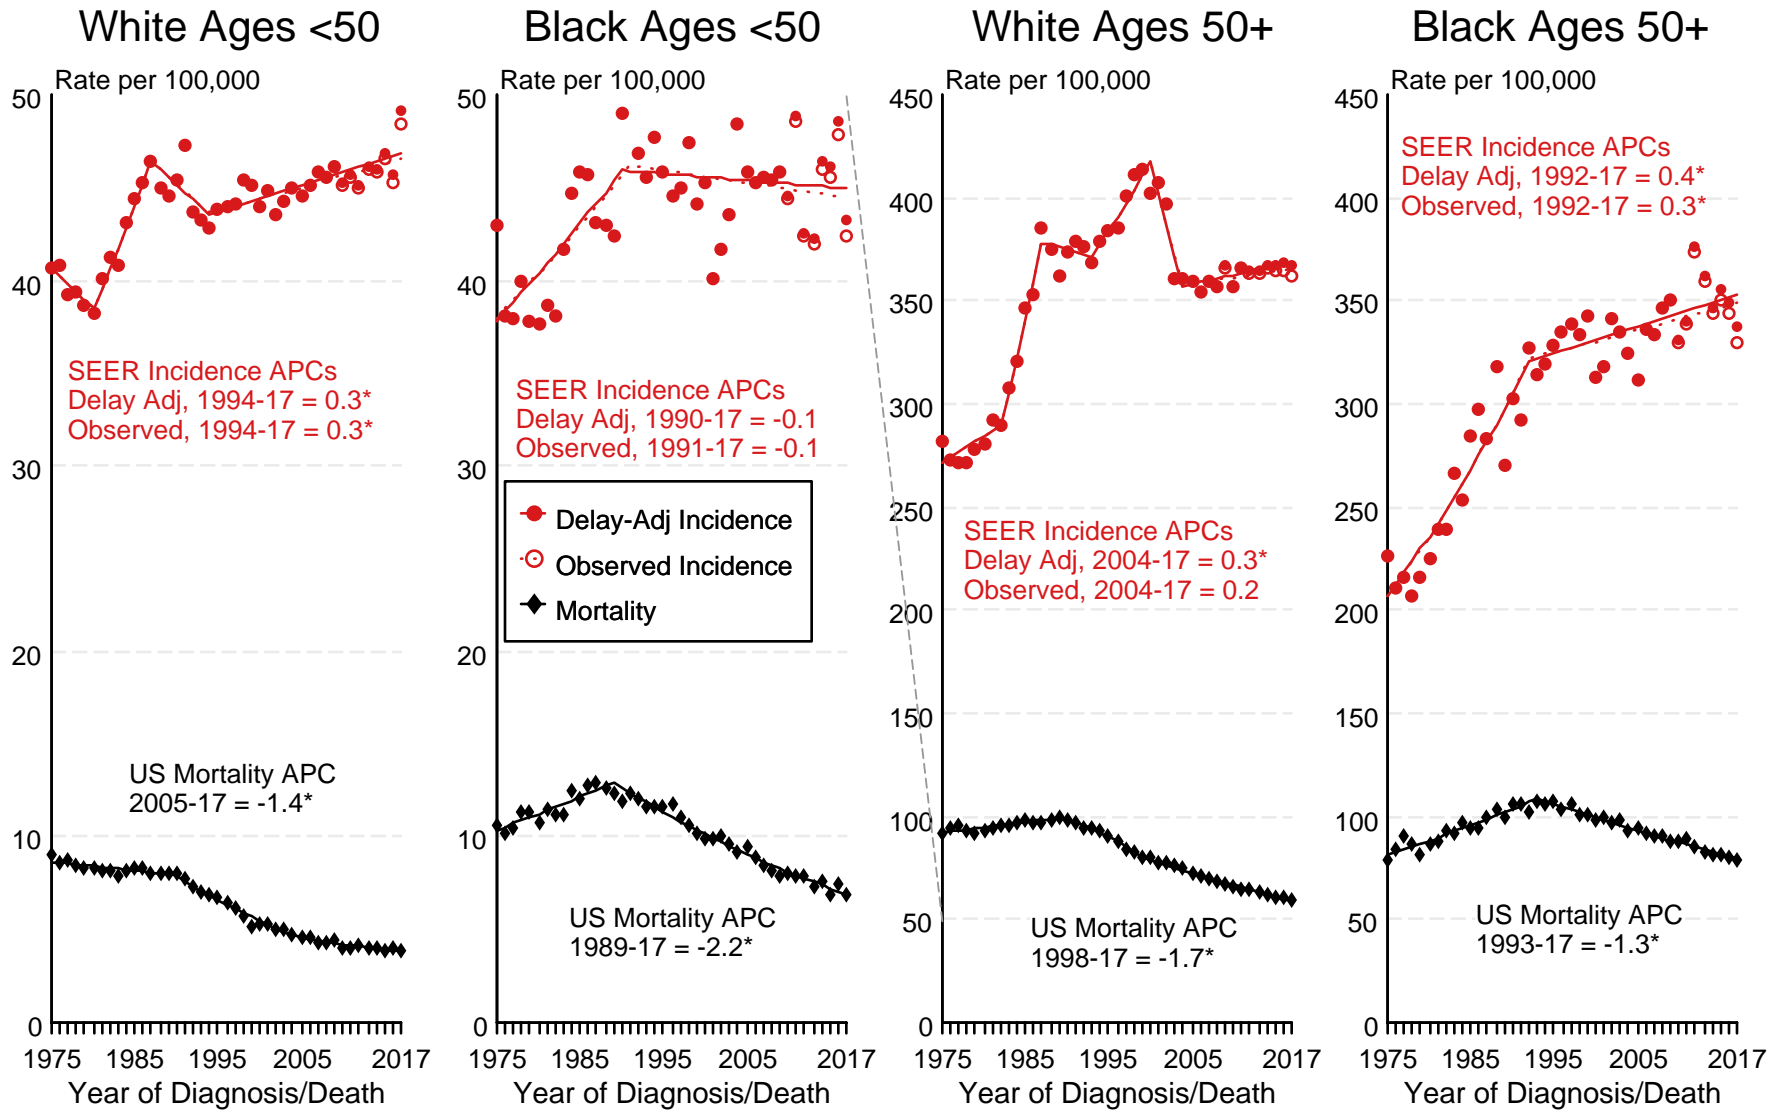 White Ages <50
Rate per 100,000
50
40
30
20
10
0
SEER Incidence APCs
Delay Adj, 1994-17 = 0.3*
Observed, 1994-17 = 0.3*
US Mortality APC
2005-17 = -1.4*
1975 1985 1995 2005 2017
Year of Diagnosis/Death
Black Ages <50
Rate per 100,000
50
40
30
20
10
0
SEER Incidence APCs
Delay Adj, 1990-17 = -0.1
Observed, 1991-17 = -0.1
Delay-Adj Incidence
Observed Incidence
Mortality
US Mortality APC
1989-17 = -2.2*
1975 1985 1995 2005 2017
Year of Diagnosis/Death
White Ages 50+
Rate per 100,000
450
400
350
300
250
200
150
100
50
0
SEER Incidence APCs
Delay Adj, 2004-17 = 0.3*
Observed, 2004-17 = 0.2
US Mortality APC
1998-17 = -1.7*
1975 1985 1995 2005 2017
Year of Diagnosis/Death
Black Ages 50+
Rate per 100,000
450
400
350
300
250
200
150
100
50
0
SEER Incidence APCs
Delay Adj, 1992-17 = 0.4*
Observed, 1992-17 = 0.3*
US Mortality APC
1993-17 = -1.3*
1975 1985 1995 2005 2017
Year of Diagnosis/Death